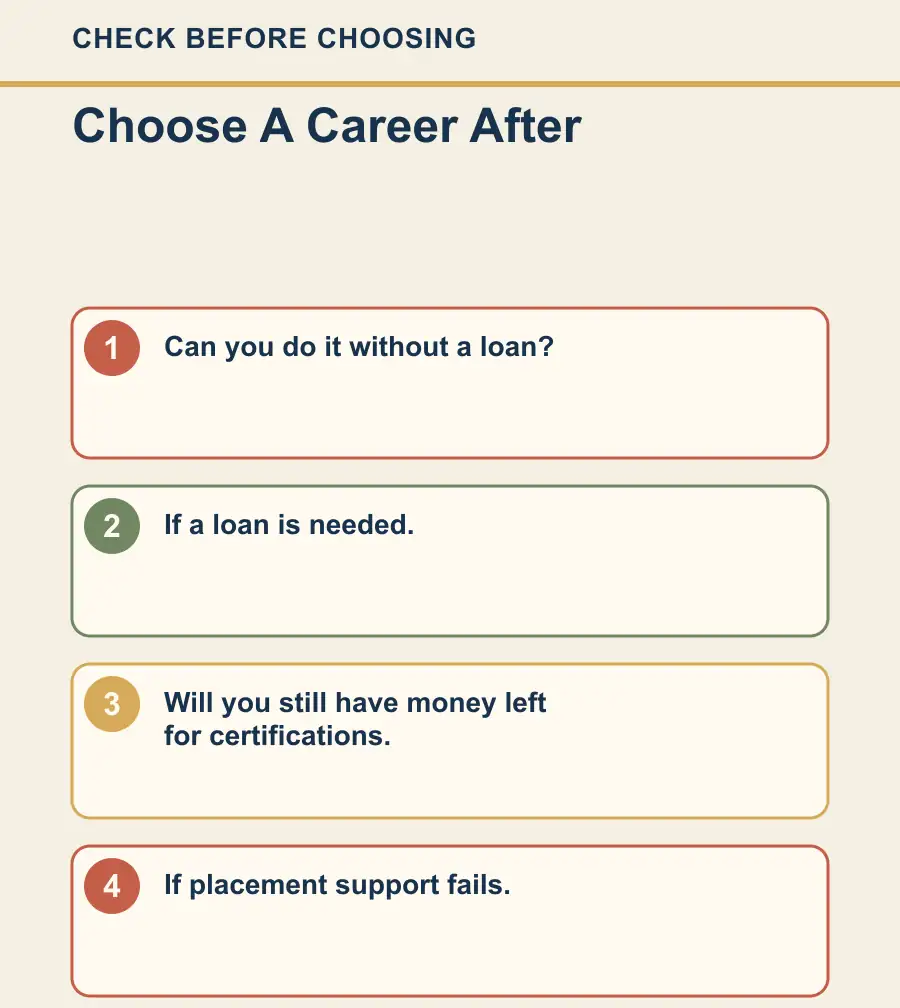 CHECK BEFORE CHOOSING
Choose A Career After
1
Can you do it without a loan?
2
If a loan is needed.
3
Will you still have money left
for certifications.
4
If placement support fails.